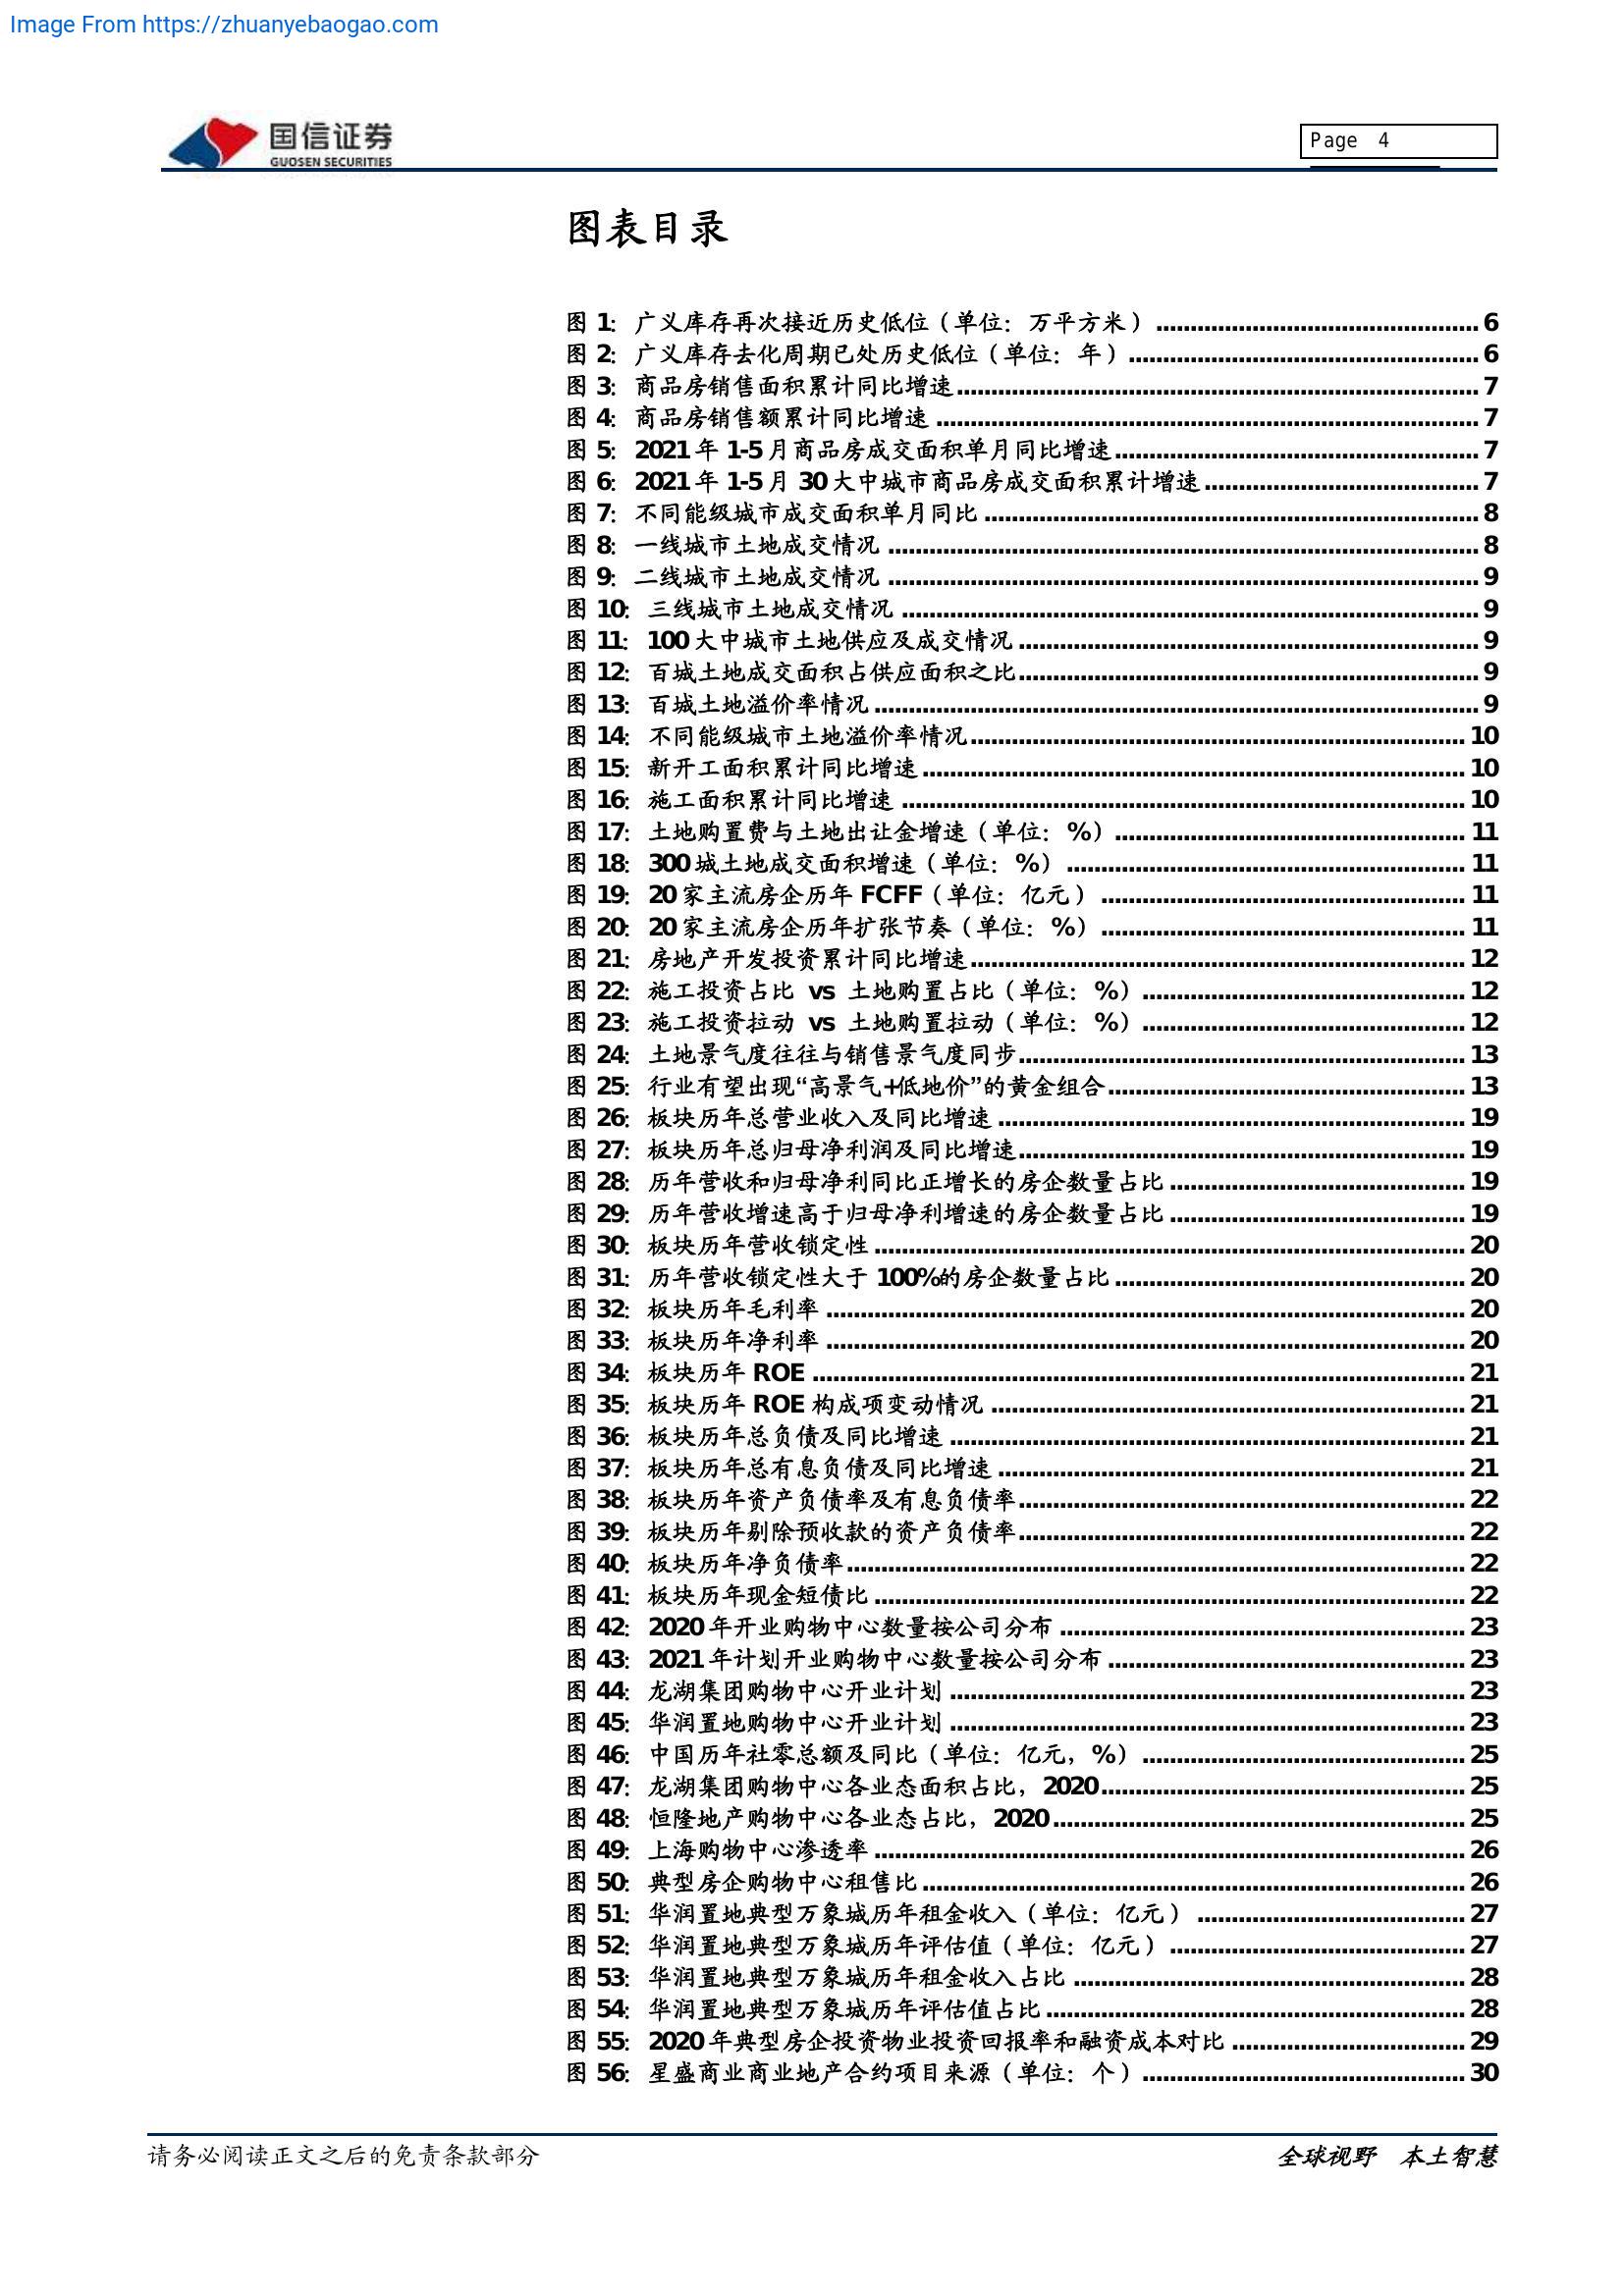 Image From https://zhuanyebaogao.com
国信证券
GUOSEN SECURITIES
Page 4
图表目录
图 1: 广义库存再次接近历史低位（单位：万平方米）......6
图 2: 广义库存去化周期已处历史低位（单位：年）......6
图 3: 商品房销售面积累计同比增速......7
图 4: 商品房销售额累计同比增速......7
图 5: 2021 年 1-5 月商品房成交面积单月同比增速......7
图 6: 2021 年 1-5 月 30 大中城市商品房成交面积累计增速......7
图 7: 不同能级城市成交面积单月同比......8
图 8: 一线城市土地成交情况......8
图 9: 二线城市土地成交情况......9
图 10: 三线城市土地成交情况......9
图 11: 100 大中城市土地供应及成交情况......9
图 12: 百城土地成交面积占供应面积之比......9
图 13: 百城土地溢价率情况......9
图 14: 不同能级城市土地溢价率情况......10
图 15: 新开工面积累计同比增速......10
图 16: 施工面积累计同比增速......10
图 17: 土地购置费与土地出让金增速（单位：%）......11
图 18: 300 城土地成交面积增速（单位：%）......11
图 19: 20 家主流房企历年 FCFF（单位：亿元）......11
图 20: 20 家主流房企历年扩张节奏（单位：%）......11
图 21: 房地产开发投资累计同比增速......12
图 22: 施工投资占比 vs 土地购置占比（单位：%）......12
图 23: 施工投资拉动 vs 土地购置拉动（单位：%）......12
图 24: 土地景气度往往与销售景气度同步......13
图 25: 行业有望出现“高景气+低地价”的黄金组合......13
图 26: 板块历年总营业收入及同比增速......19
图 27: 板块历年总归母净利润及同比增速......19
图 28: 历年营收和归母净利同比正增长的房企数量占比......19
图 29: 历年营收增速高于归母净利增速的房企数量占比......19
图 30: 板块历年营收锁定性......20
图 31: 历年营收锁定性大于 100%的房企数量占比......20
图 32: 板块历年毛利率......20
图 33: 板块历年净利率......20
图 34: 板块历年 ROE......21
图 35: 板块历年 ROE 构成项变动情况......21
图 36: 板块历年总负债及同比增速......21
图 37: 板块历年总有息负债及同比增速......21
图 38: 板块历年资产负债率及有息负债率......22
图 39: 板块历年剔除预收款的资产负债率......22
图 40: 板块历年净负债率......22
图 41: 板块历年现金短债比......22
图 42: 2020 年开业购物中心数量按公司分布......23
图 43: 2021 年计划开业购物中心数量按公司分布......23
图 44: 龙湖集团购物中心开业计划......23
图 45: 华润置地购物中心开业计划......23
图 46: 中国历年社零总额及同比（单位：亿元，%）......25
图 47: 龙湖集团购物中心各业态面积占比，2020......25
图 48: 恒隆地产购物中心各业态占比，2020......25
图 49: 上海购物中心渗透率......26
图 50: 典型房企购物中心租售比......26
图 51: 华润置地典型万象城历年租金收入（单位：亿元）......27
图 52: 华润置地典型万象城历年评估值（单位：亿元）......27
图 53: 华润置地典型万象城历年租金收入占比......28
图 54: 华润置地典型万象城历年评估值占比......28
图 55: 2020 年典型房企投资物业投资回报率和融资成本对比......29
图 56: 星盛商业商业地产合约项目来源（单位：个）......30
请务必阅读正文之后的免责条款部分
全球视野 本土智慧